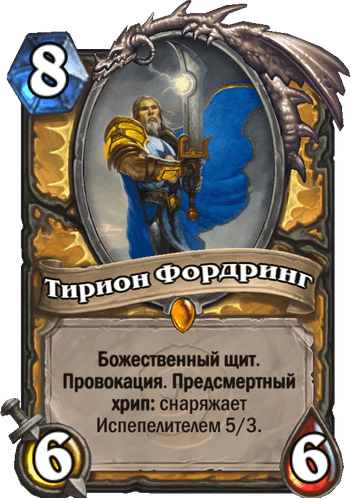 8
Тирион Фордринг
Божественный щит.
Провокация. Предсмертный
хрип: снаряжает
Испепелителем 5/3.
6
6